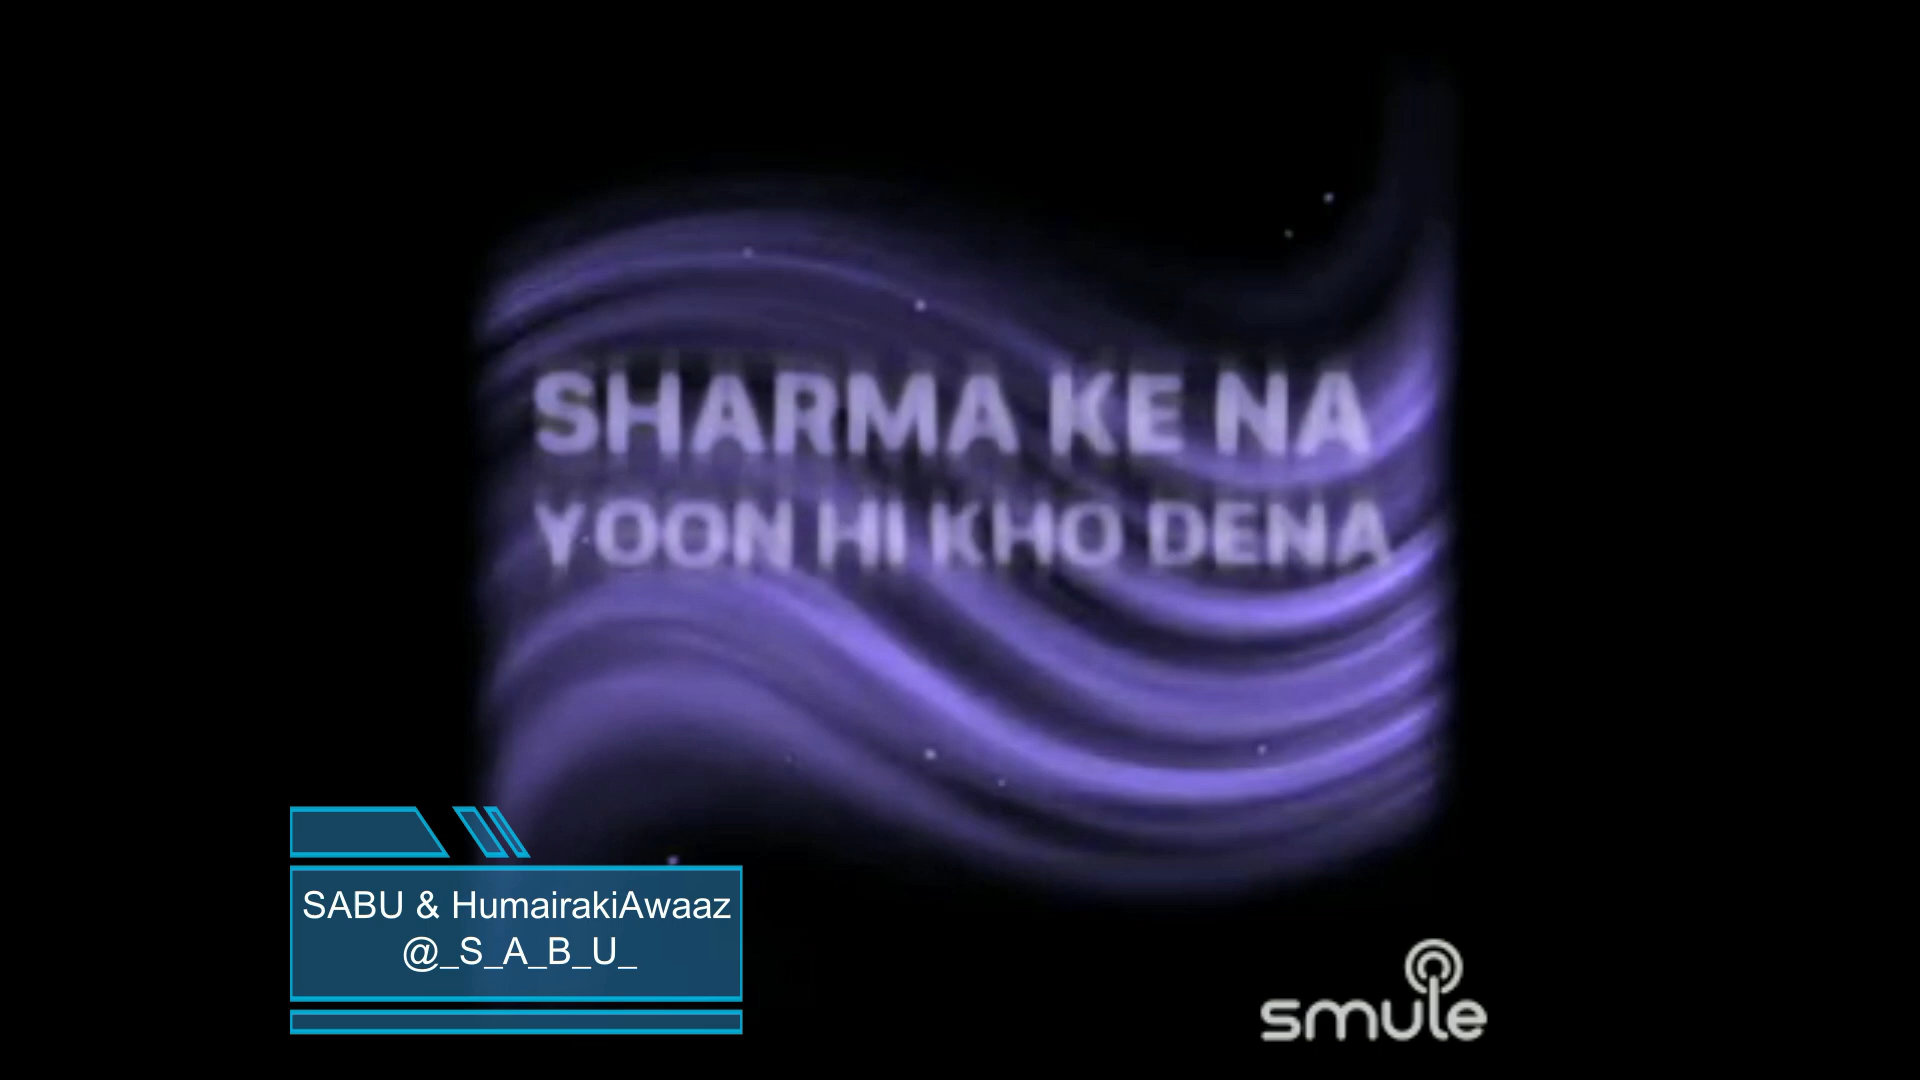 SHARMA KE NA
YOON HI KHO DENA
SABU & HumairakiAwaaz
@_S_A_B_U_
smule